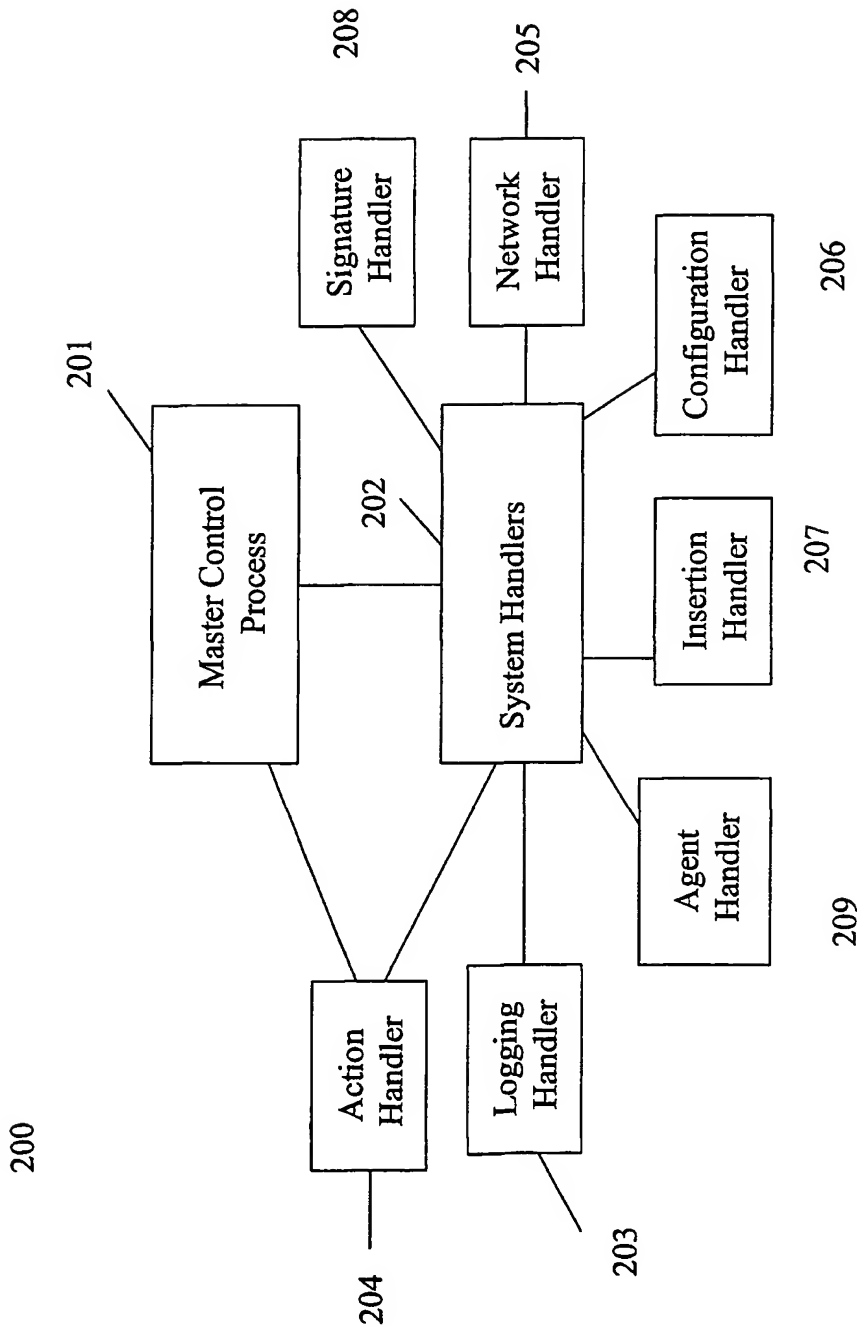 200
201
Master Control
Process
208
Signature
Handler
204
Action
Handler
202
System Handlers
205
Network
Handler
203
Logging
Handler
209
Agent
Handler
207
Insertion
Handler
206
Configuration
Handler